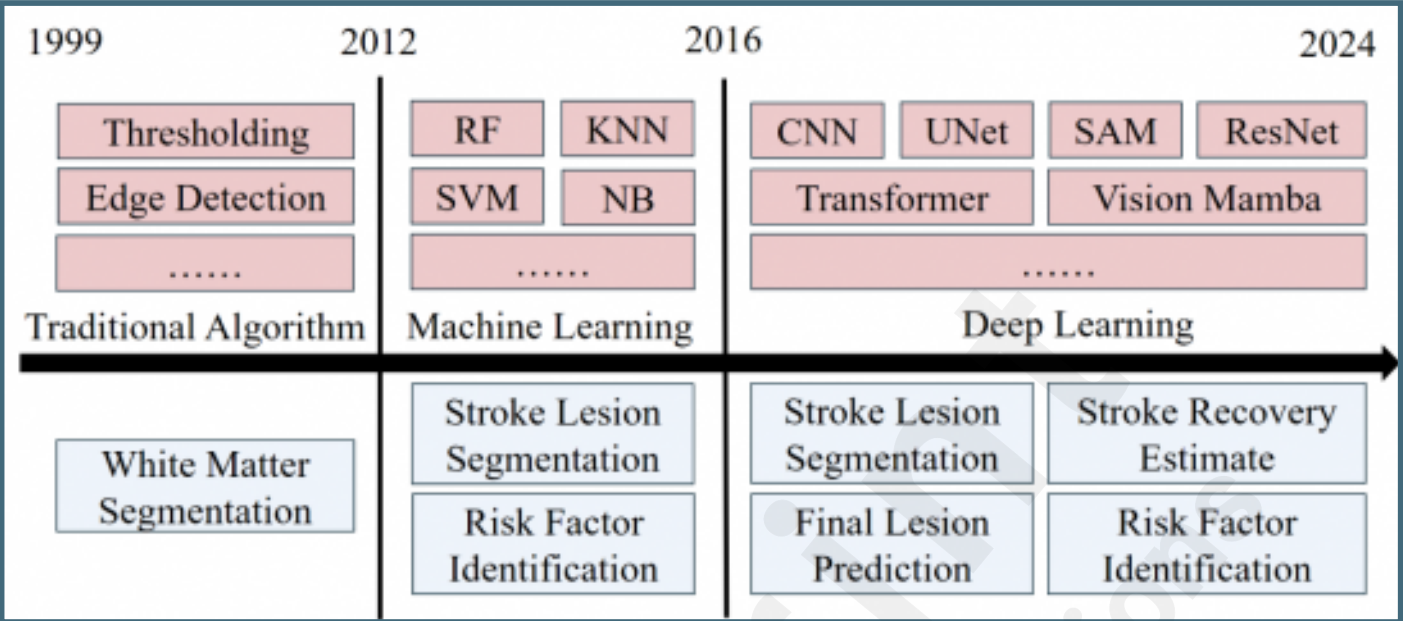 1999 2012 2016 2024
Thresholding RF KNN CNN UNet SAM ResNet
Edge Detection SVM NB Transformer Vision Mamba
...... ...... ......
Traditional Algorithm Machine Learning Deep Learning
White Matter
Segmentation
Stroke Lesion
Segmentation
Risk Factor
Identification
Stroke Lesion
Segmentation
Stroke Recovery
Estimate
Final Lesion
Prediction
Risk Factor
Identification